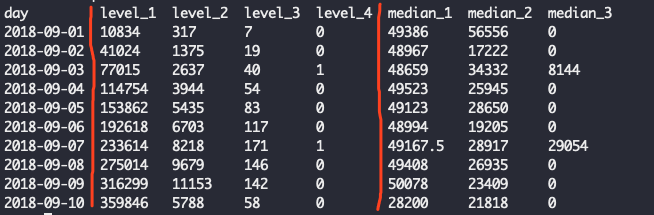 day level_1 level_2 level_3 level_4 median_1 median_2 median_3
2018-09-01 10834 317 7 0 49386 56556 0
2018-09-02 41024 1375 19 0 48967 17222 0
2018-09-03 77015 2637 40 1 48659 34332 8144
2018-09-04 114754 3944 54 0 49523 25945 0
2018-09-05 153862 5435 83 0 49123 28650 0
2018-09-06 192618 6703 117 0 48994 19205 0
2018-09-07 233614 8218 171 1 49167.5 28917 29054
2018-09-08 275014 9679 146 0 49408 26935 0
2018-09-09 316299 11153 142 0 50078 23409 0
2018-09-10 359846 5788 58 0 28200 21818 0